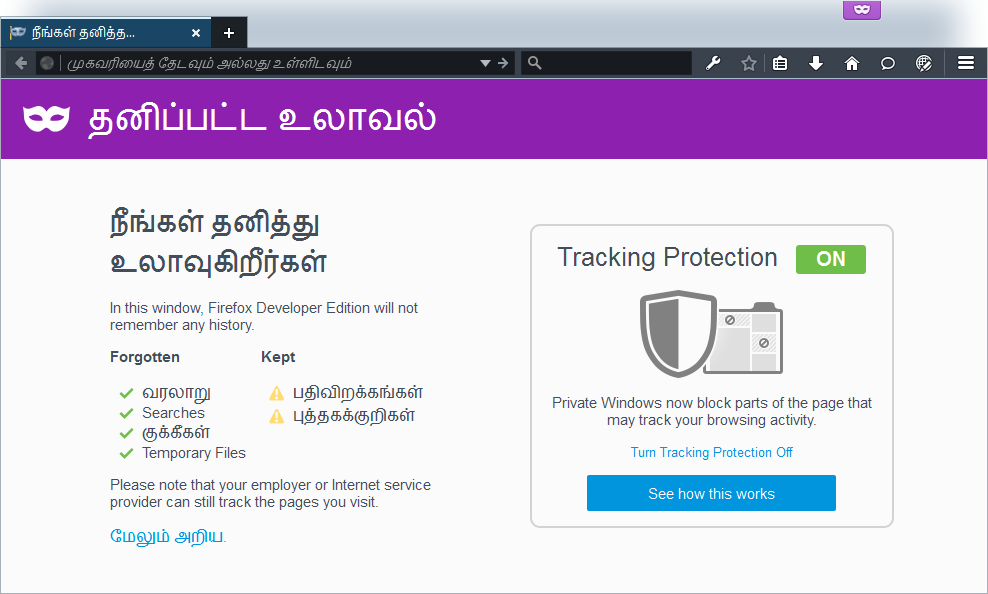 நீங்கள் தனித்த...
முகவரியைத் தேடவும் அல்லது உள்ளிடவும்
தனிப்பட்ட உலாவல்
நீங்கள் தனித்து
உலாவுகிறீர்கள்
In this window, Firefox Developer Edition will not
remember any history.
Forgotten
Kept
வரலாறு
Searches
குக்கீகள்
Temporary Files
பதிவிறக்கங்கள்
புத்தகக்குறிகள்
Please note that your employer or Internet service
provider can still track the pages you visit.
மேலும் அறிய.
Tracking Protection
ON
Private Windows now block parts of the page that
may track your browsing activity.
Turn Tracking Protection Off
See how this works